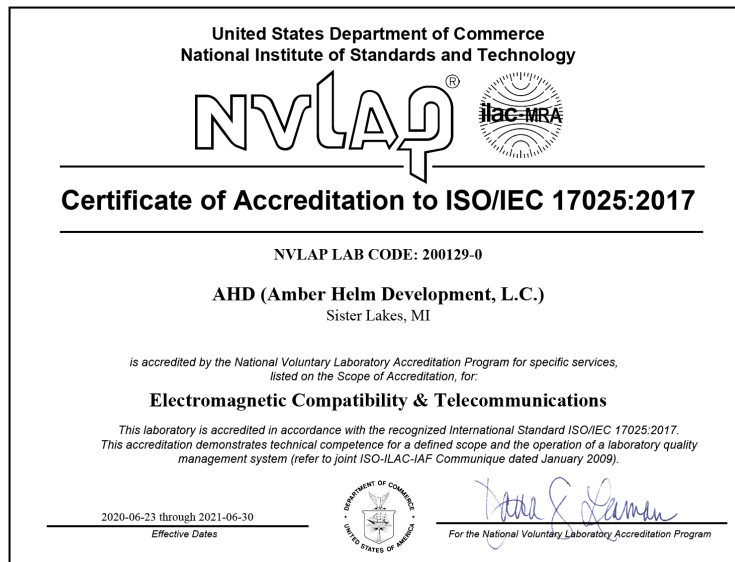 United States Department of Commerce
National Institute of Standards and Technology
NVLAP®
ilac-MRA
Certificate of Accreditation to ISO/IEC 17025:2017
NVLAP LAB CODE: 200129-0
AHD (Amber Helm Development, L.C.)
Sister Lakes, MI
is accredited by the National Voluntary Laboratory Accreditation Program for specific services,
listed on the Scope of Accreditation, for:
Electromagnetic Compatibility & Telecommunications
This laboratory is accredited in accordance with the recognized International Standard ISO/IEC 17025:2017.
This accreditation demonstrates technical competence for a defined scope and the operation of a laboratory quality
management system (refer to joint ISO-ILAC-IAF Communique dated January 2009).
2020-06-23 through 2021-06-30
Effective Dates
DEPARTMENT OF COMMERCE
UNITED STATES OF AMERICA
For the National Voluntary Laboratory Accreditation Program